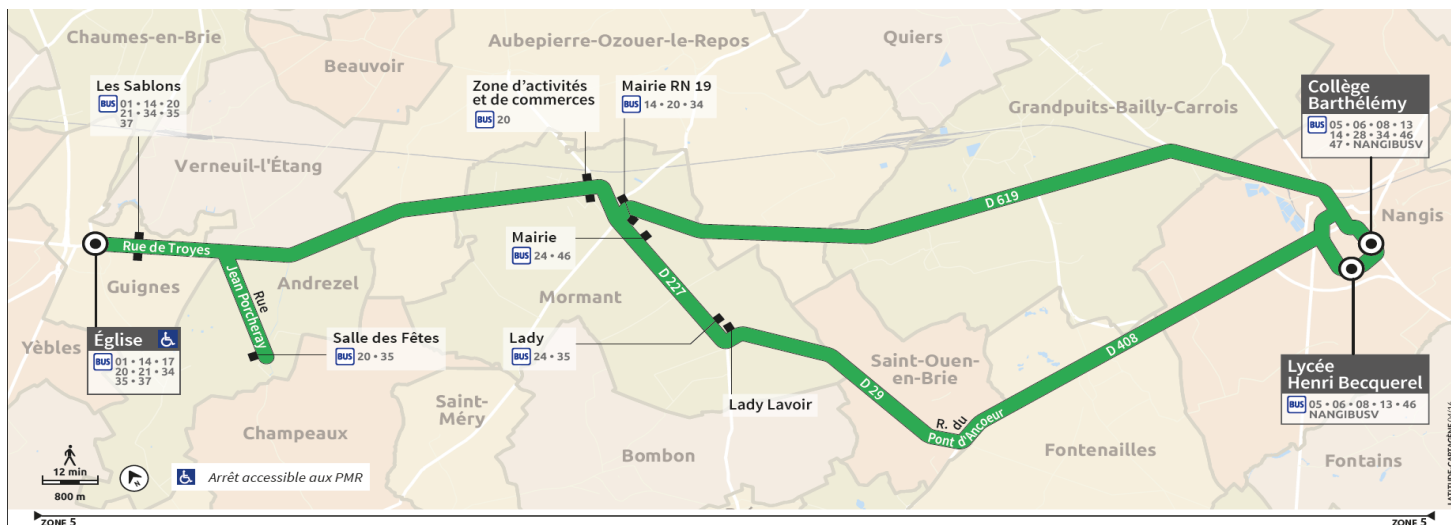 Chaumes-en-Brie
Beauvoir
Aubepierre-Ozouer-le-Repos
Quiers
Les Sablons
BUS 01 • 14 • 20
21 • 34 • 35
37
Zone d'activités
et de commerces
BUS 20
Mairie RN 19
BUS 14 • 20 • 34
Grandpuits-Bailly-Carrois
Collège
Barthélémy
BUS 05 • 06 • 08 • 13
14 • 28 • 34 • 46
47 • NANGIBUSV
Verneuil-l'Étang
D 619
Nangis
Rue de Troyes
Mairie
BUS 24 • 46
Guignes
Rue
Jean Porcheray
Andrezel
D 227
Mormant
Yèbles
Église
BUS 01 • 14 • 17
20 • 21 • 34
35 • 37
Salle des Fêtes
BUS 20 • 35
Lady
BUS 24 • 35
D 408
Saint-Ouen-
en-Brie
D 29
Lycée
Henri Becquerel
BUS 05 • 06 • 08 • 13 • 46
NANGIBUSV
Saint-
Méry
Lady Lavoir
R. du
Pont d'Ancoeur
Champeaux
Bombon
Fontenailles
Fontains
12 min
800 m
N
Arrêt accessible aux PMR
ZONE 5
ZONE 5